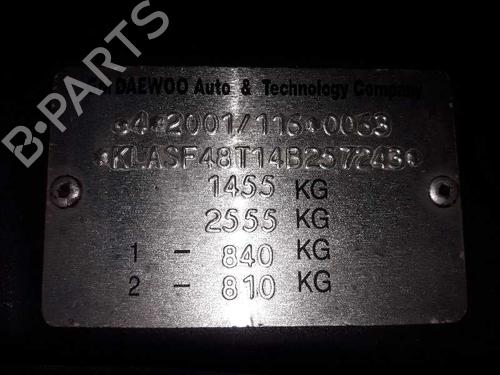 B-PARTS
DAEWOO Auto & Technology Company
e4*2001/116*0068
*KLASF48T14B257243*
1455 KG
2555 KG
1 - 840 KG
2 - 810 KG